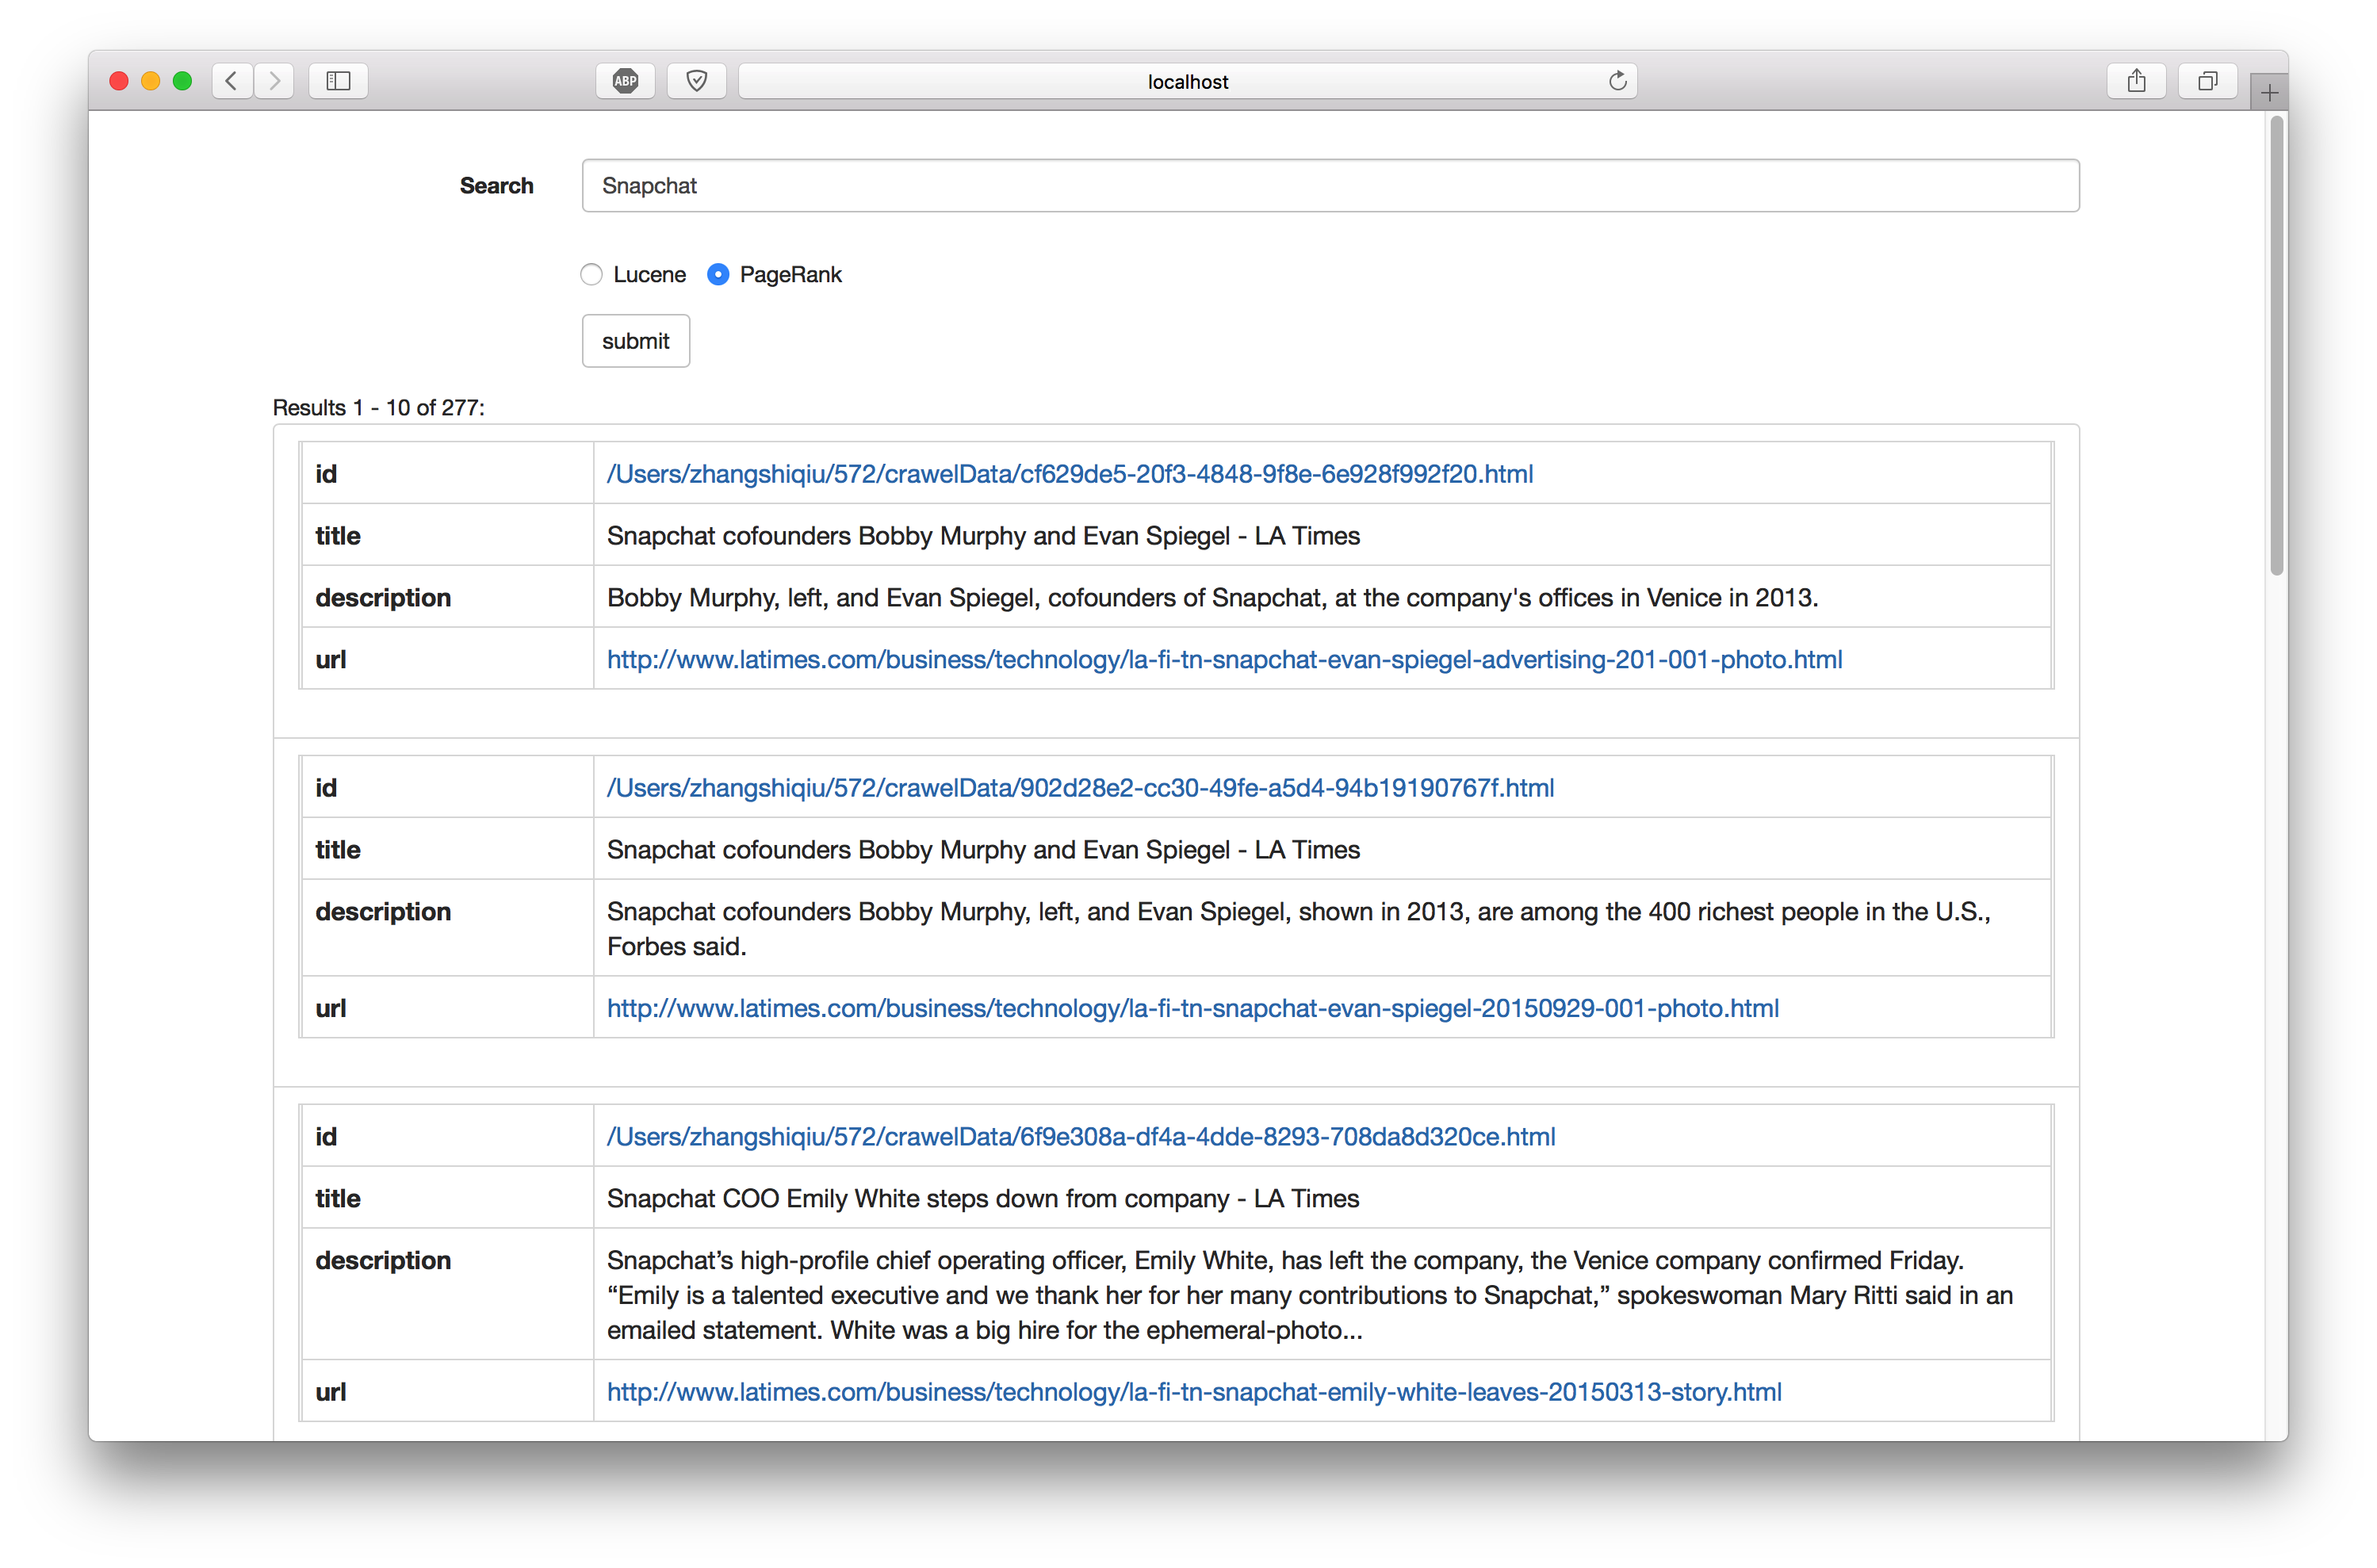 ABP
localhost
Search Snapchat
Lucene PageRank
submit
Results 1 - 10 of 277:
id /Users/zhangshiqiu/572/crawelData/cf629de5-20f3-4848-9f8e-6e928f992f20.html
title Snapchat cofounders Bobby Murphy and Evan Spiegel - LA Times
description Bobby Murphy, left, and Evan Spiegel, cofounders of Snapchat, at the company's offices in Venice in 2013.
url http://www.latimes.com/business/technology/la-fi-tn-snapchat-evan-spiegel-advertising-201-001-photo.html
id /Users/zhangshiqiu/572/crawelData/902d28e2-cc30-49fe-a5d4-94b19190767f.html
title Snapchat cofounders Bobby Murphy and Evan Spiegel - LA Times
description Snapchat cofounders Bobby Murphy, left, and Evan Spiegel, shown in 2013, are among the 400 richest people in the U.S.,
Forbes said.
url http://www.latimes.com/business/technology/la-fi-tn-snapchat-evan-spiegel-20150929-001-photo.html
id /Users/zhangshiqiu/572/crawelData/6f9e308a-df4a-4dde-8293-708da8d320ce.html
title Snapchat COO Emily White steps down from company - LA Times
description Snapchat’s high-profile chief operating officer, Emily White, has left the company, the Venice company confirmed Friday.
“Emily is a talented executive and we thank her for her many contributions to Snapchat,” spokeswoman Mary Ritti said in an
emailed statement. White was a big hire for the ephemeral-photo...
url http://www.latimes.com/business/technology/la-fi-tn-snapchat-emily-white-leaves-20150313-story.html